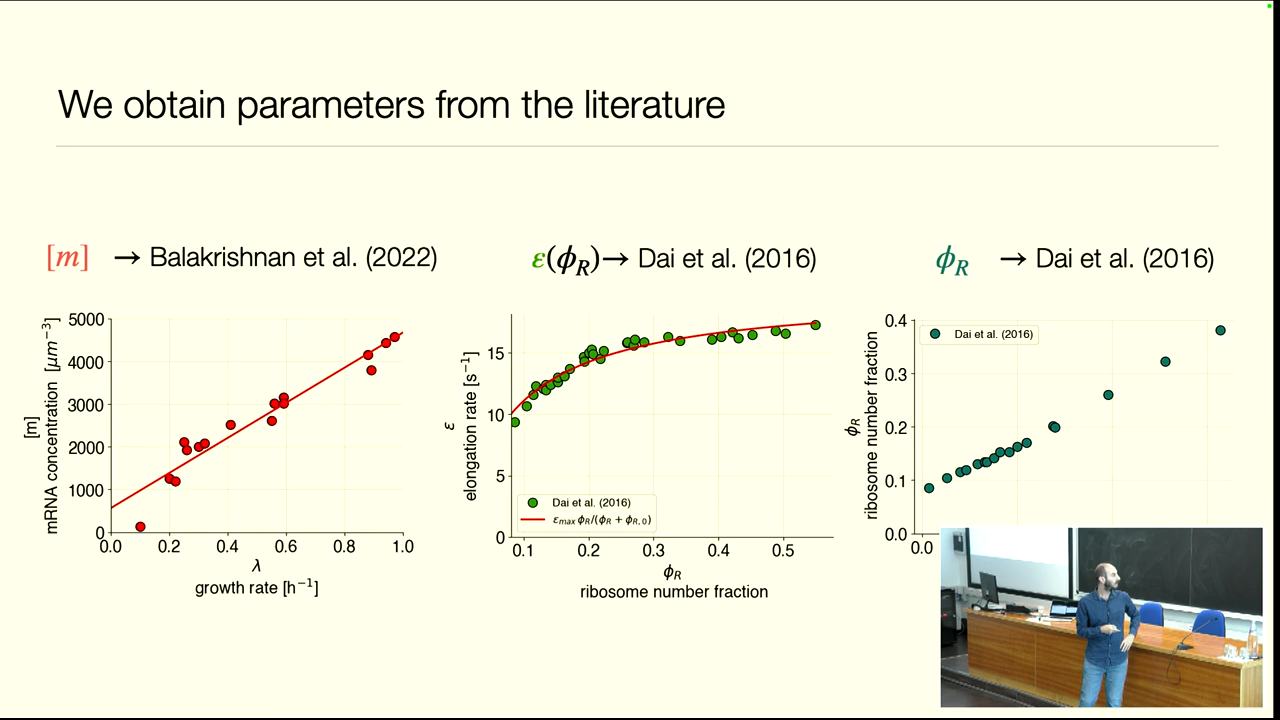 We obtain parameters from the literature
[m] → Balakrishnan et al. (2022)
ε(ϕ_R) → Dai et al. (2016)
ϕ_R → Dai et al. (2016)
[m]
mRNA concentration [μm⁻³]
5000
4000
3000
2000
1000
0
0.0 0.2 0.4 0.6 0.8 1.0
λ
growth rate [h⁻¹]
ε
elongation rate [s⁻¹]
15
10
5
0
Dai et al. (2016)
ε_max ϕ_R/(ϕ_R + ϕ_R,0)
0.1 0.2 0.3 0.4 0.5
ϕ_R
ribosome number fraction
ϕ_R
ribosome number fraction
0.4
0.3
0.2
0.1
0.0
Dai et al. (2016)
0.0